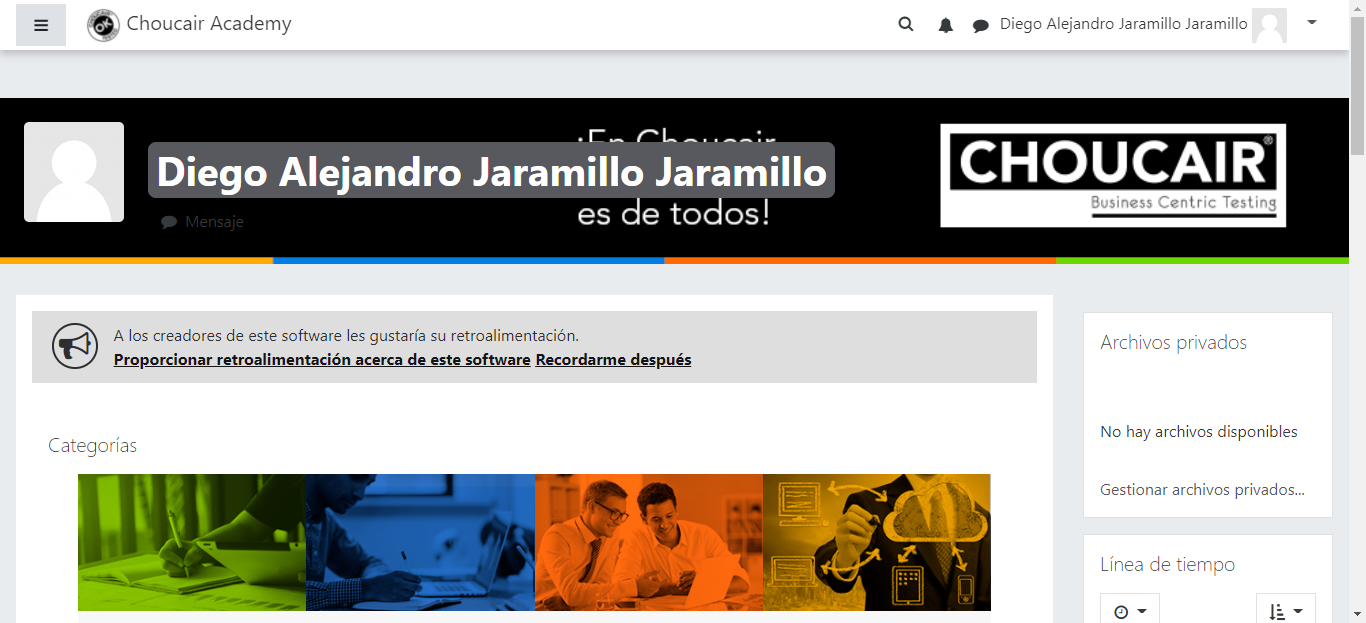 Choucair Academy
Diego Alejandro Jaramillo Jaramillo
¡En Choucair
Diego Alejandro Jaramillo Jaramillo
Mensaje
es de todos!
CHOUCAIR®
Business Centric Testing
A los creadores de este software les gustaría su retroalimentación.
Proporcionar retroalimentación acerca de este software Recordarme después
Categorías
Archivos privados
No hay archivos disponibles
Gestionar archivos privados...
Línea de tiempo